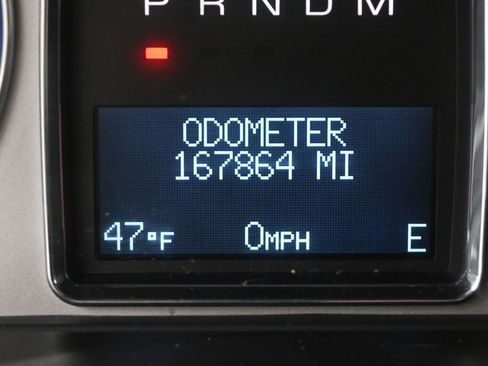 P R N D M
ODOMETER
167864 MI
47°F 0MPH E